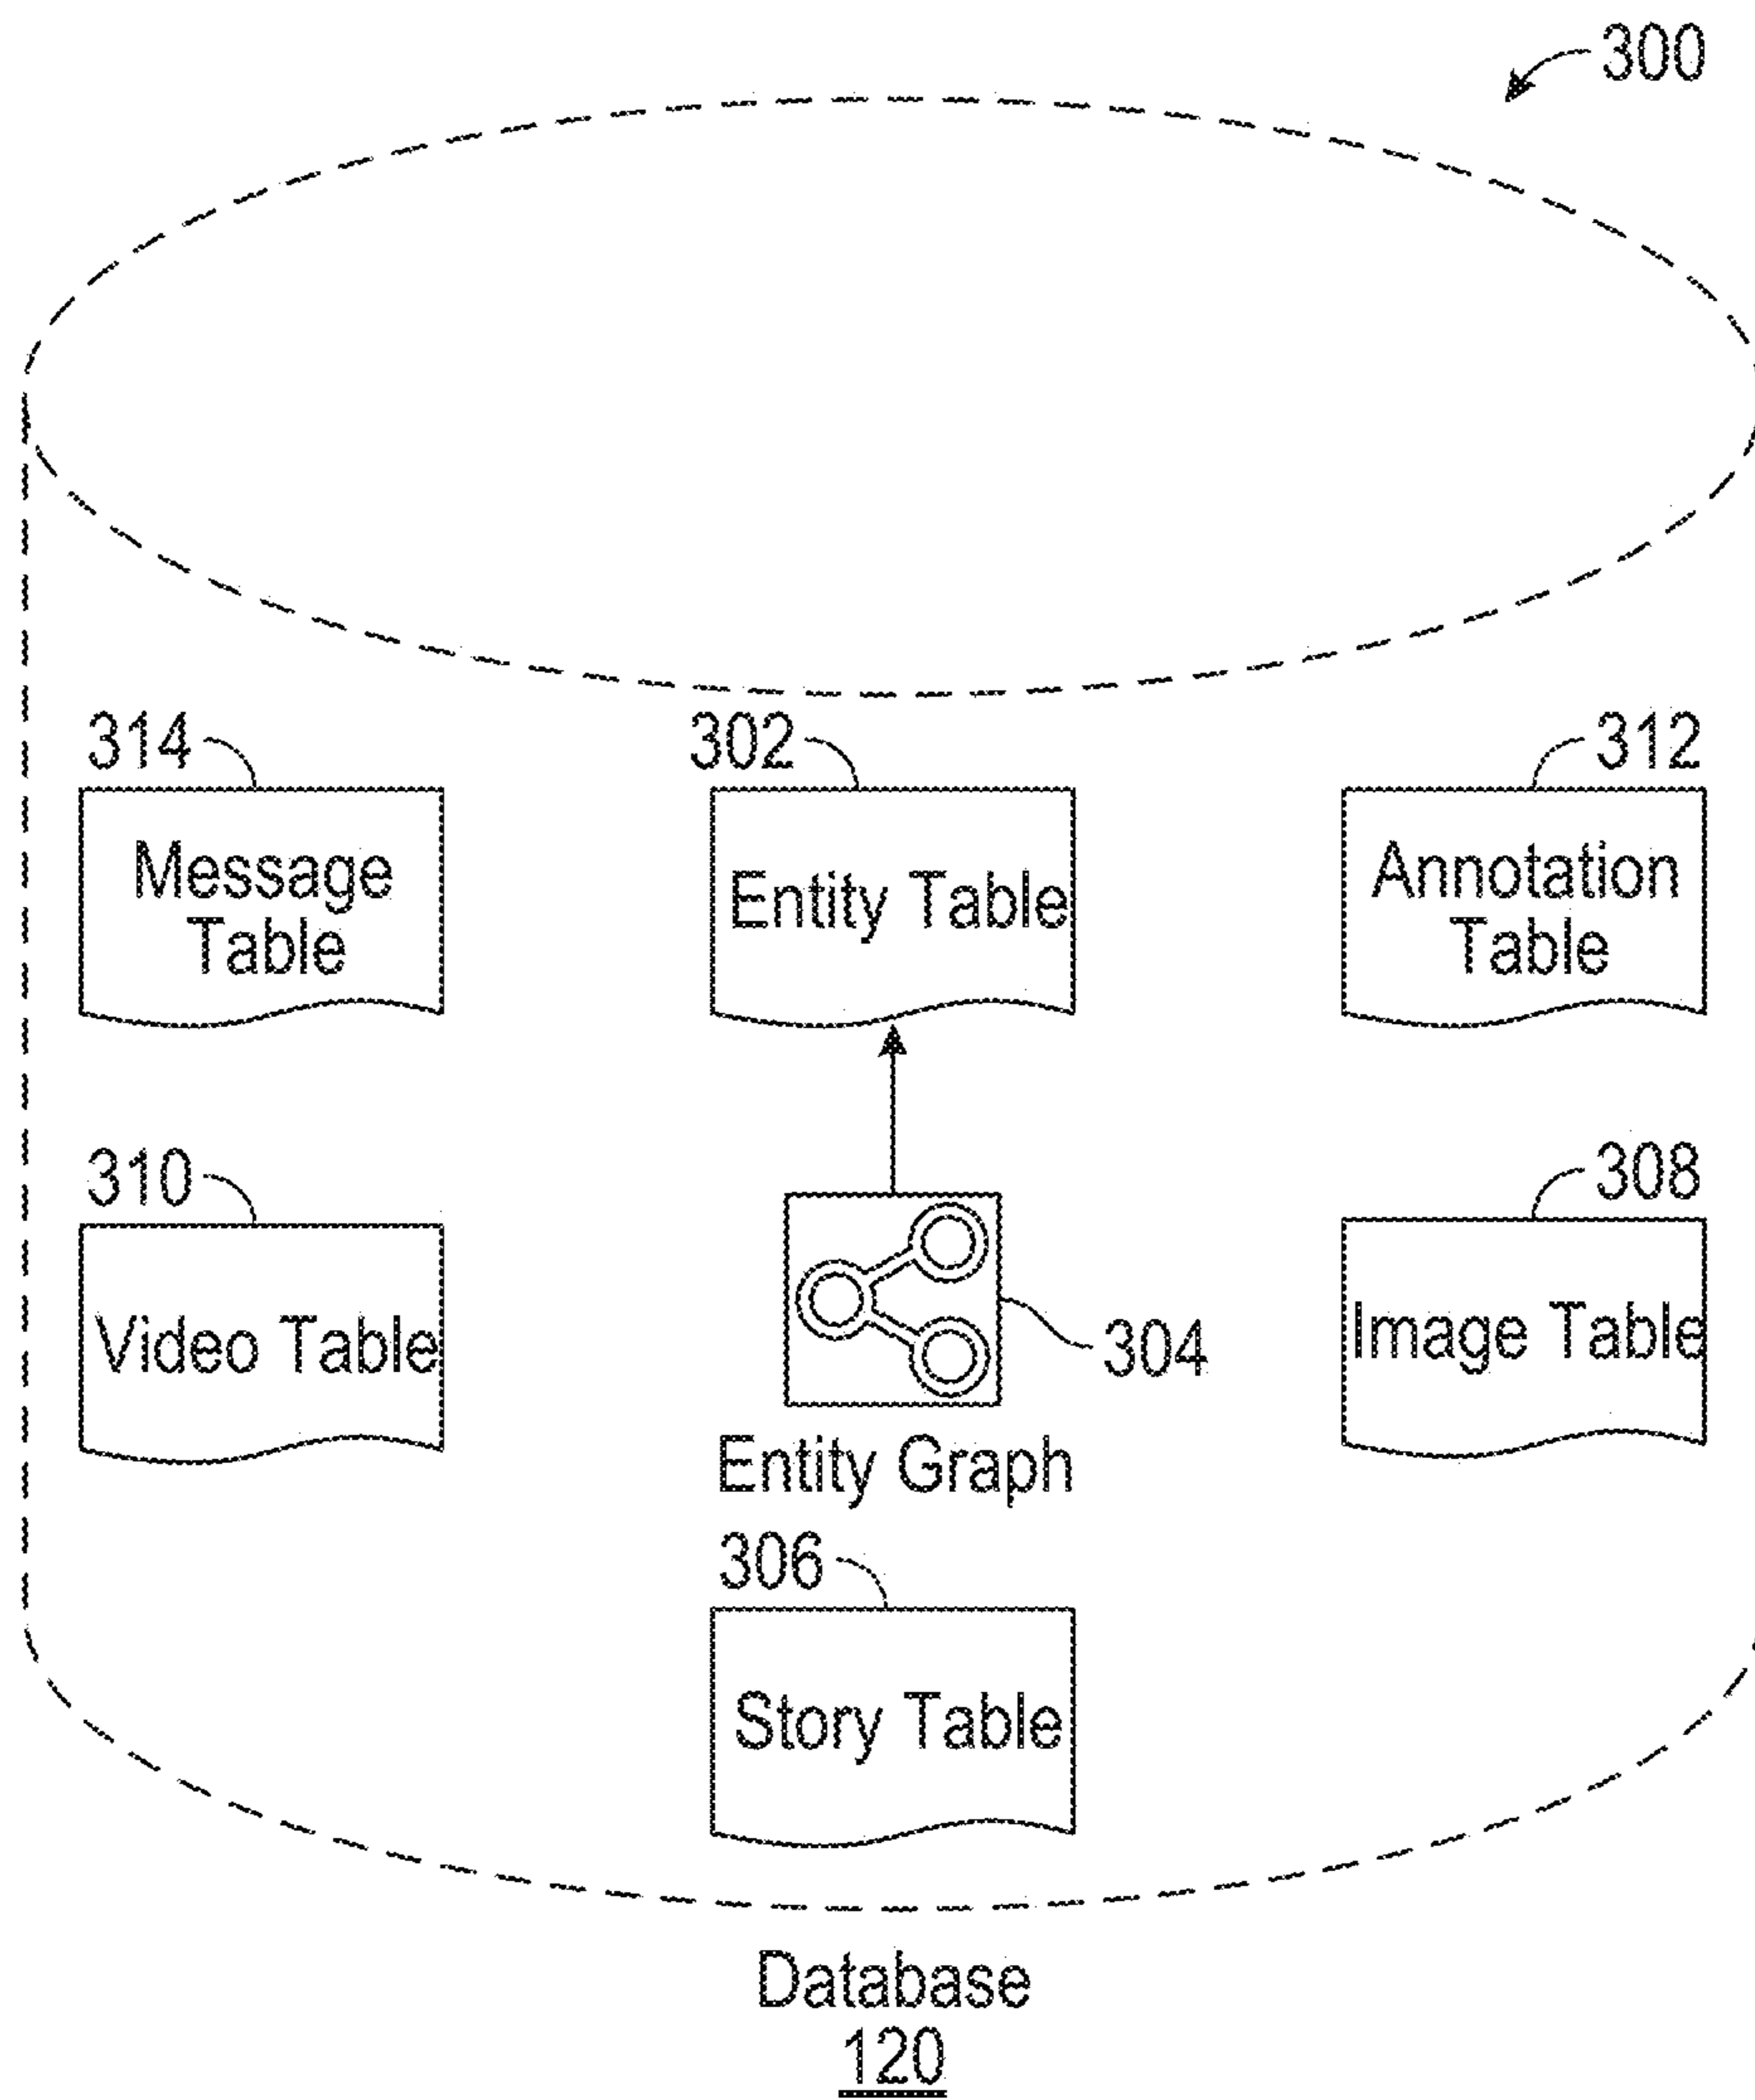 300
314
302
312
Message
Table
Entity Table
Annotation
Table
310
308
Video Table
304
Image Table
Entity Graph
306
Story Table
Database
120